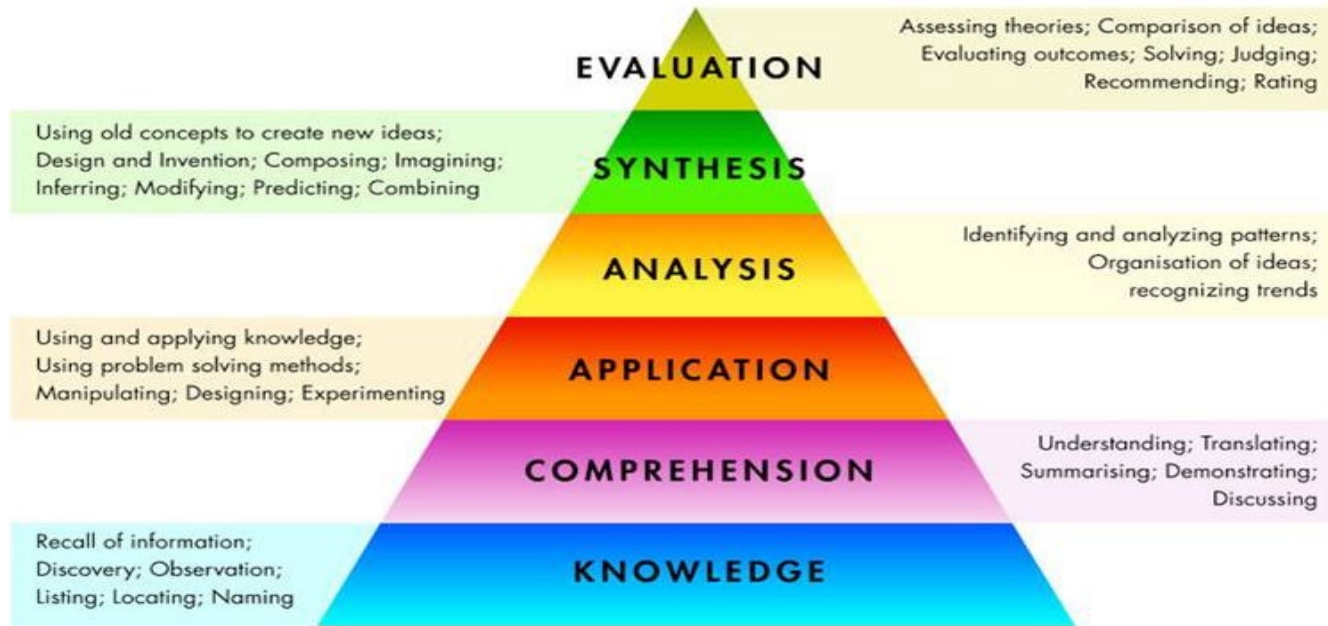 EVALUATION
Assessing theories; Comparison of ideas;
Evaluating outcomes; Solving; Judging;
Recommending; Rating
Using old concepts to create new ideas;
Design and Invention; Composing; Imagining;
Inferring; Modifying; Predicting; Combining
SYNTHESIS
ANALYSIS
Identifying and analyzing patterns;
Organisation of ideas;
recognizing trends
Using and applying knowledge;
Using problem solving methods;
Manipulating; Designing; Experimenting
APPLICATION
COMPREHENSION
Understanding; Translating;
Summarising; Demonstrating;
Discussing
Recall of information;
Discovery; Observation;
Listing; Locating; Naming
KNOWLEDGE